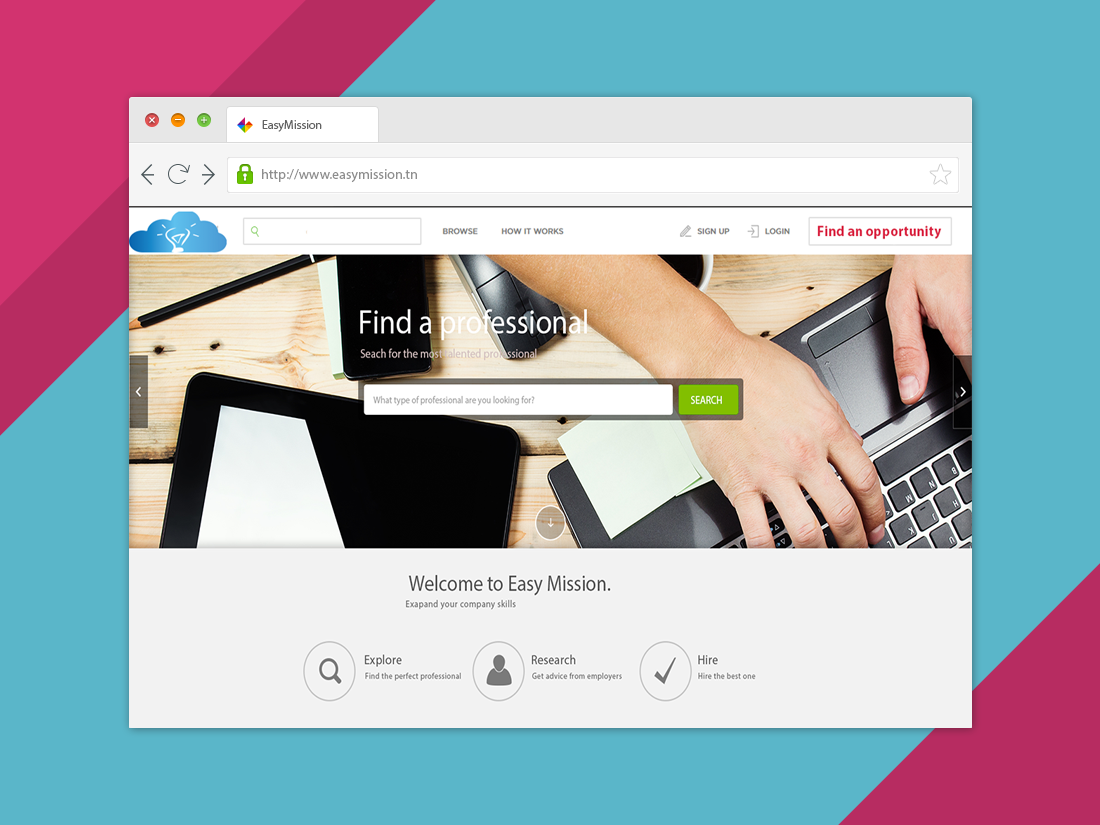 EasyMission
http://www.easymission.tn
BROWSE
HOW IT WORKS
SIGN UP
LOGIN
Find an opportunity
Find a professional
Seach for the most talented professional
What type of professional are you looking for?
SEARCH
Welcome to Easy Mission.
Exapand your company skills
Explore
Find the perfect professional
Research
Get advice from employers
Hire
Hire the best one